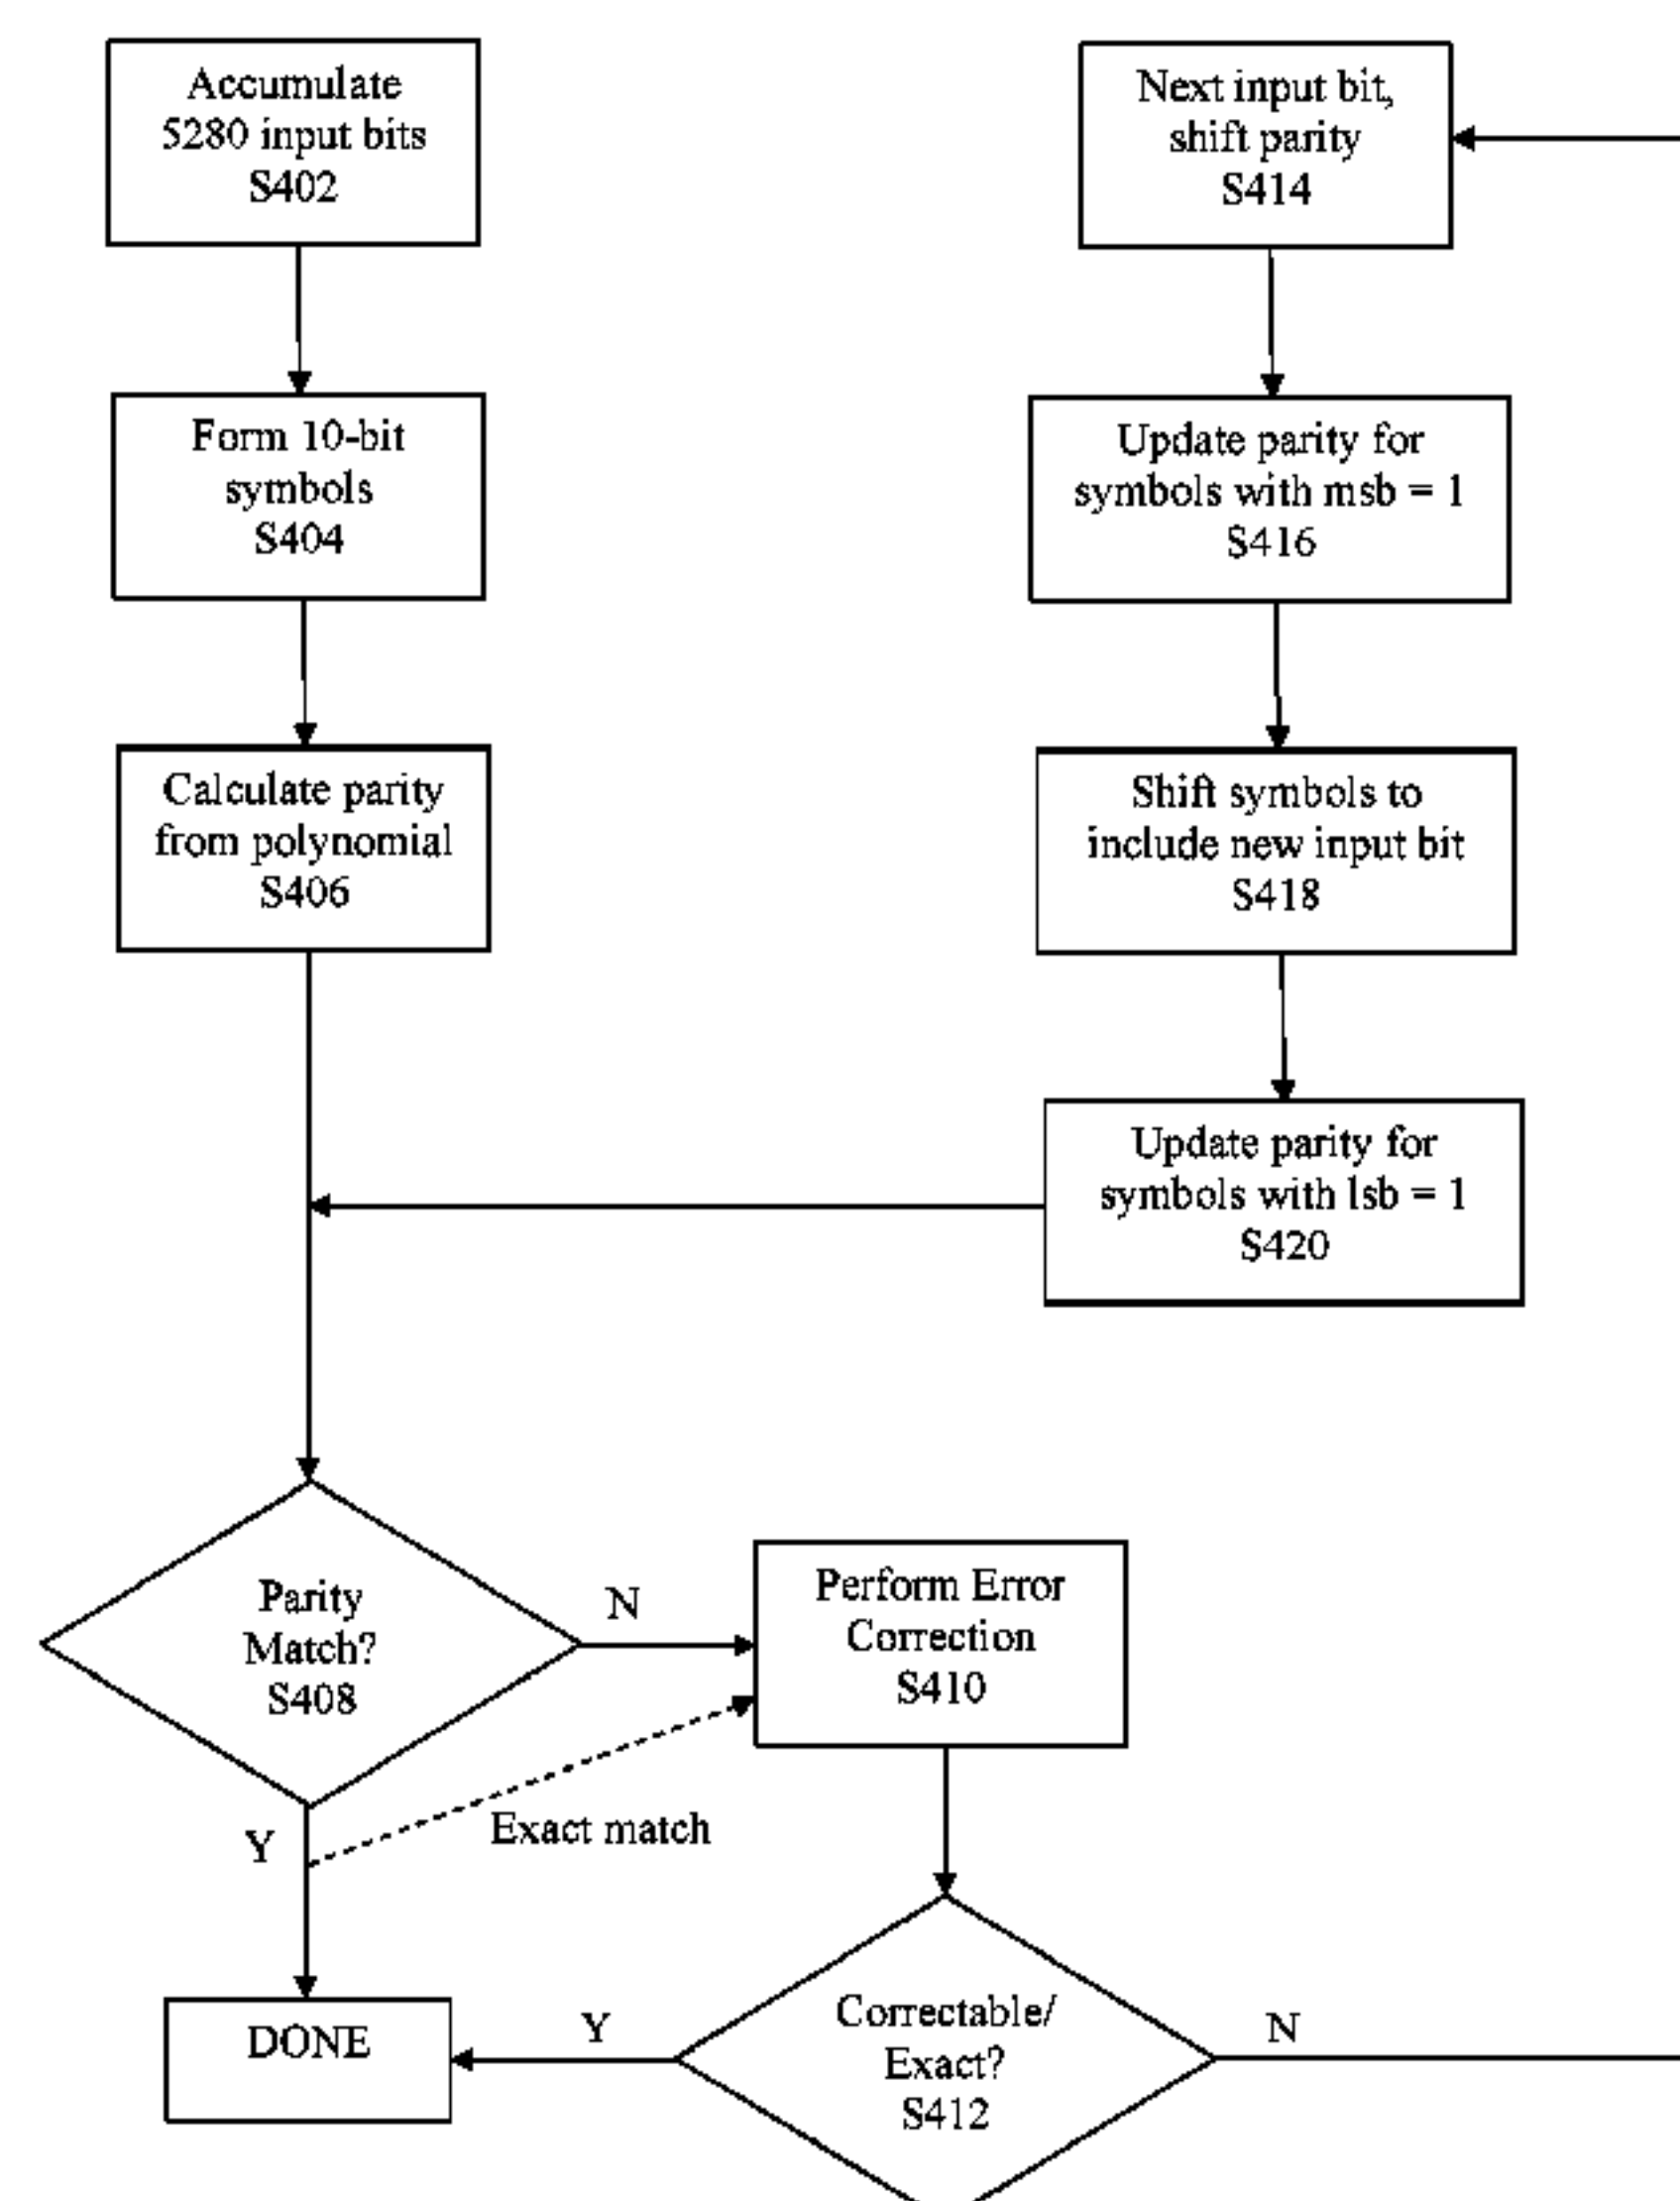 Accumulate
5280 input bits
S402
Form 10-bit
symbols
S404
Calculate parity
from polynomial
S406
Next input bit,
shift parity
S414
Update parity for
symbols with msb = 1
S416
Shift symbols to
include new input bit
S418
Update parity for
symbols with lsb = 1
S420
Parity
Match?
S408
N
Perform Error
Correction
S410
Y
Exact match
DONE
Y
Correctable/
Exact?
S412
N